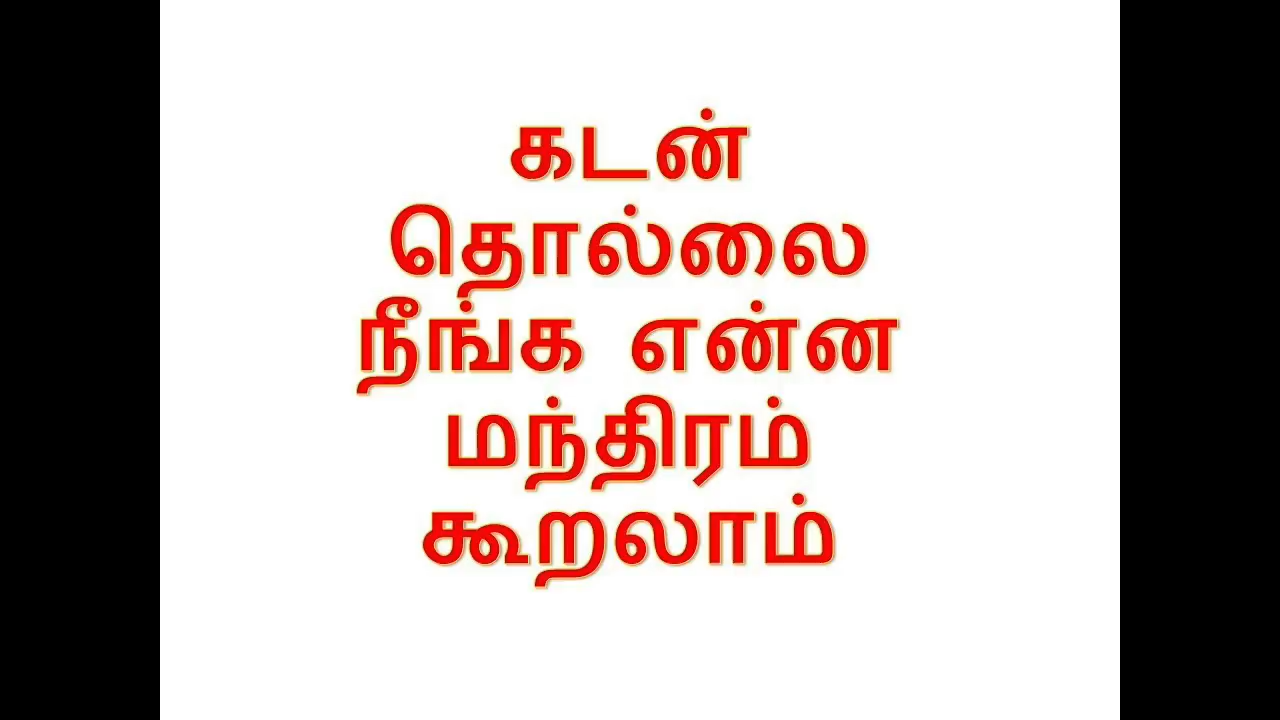 கடன்
தொல்லை
நீங்க என்ன
மந்திரம்
கூறலாம்